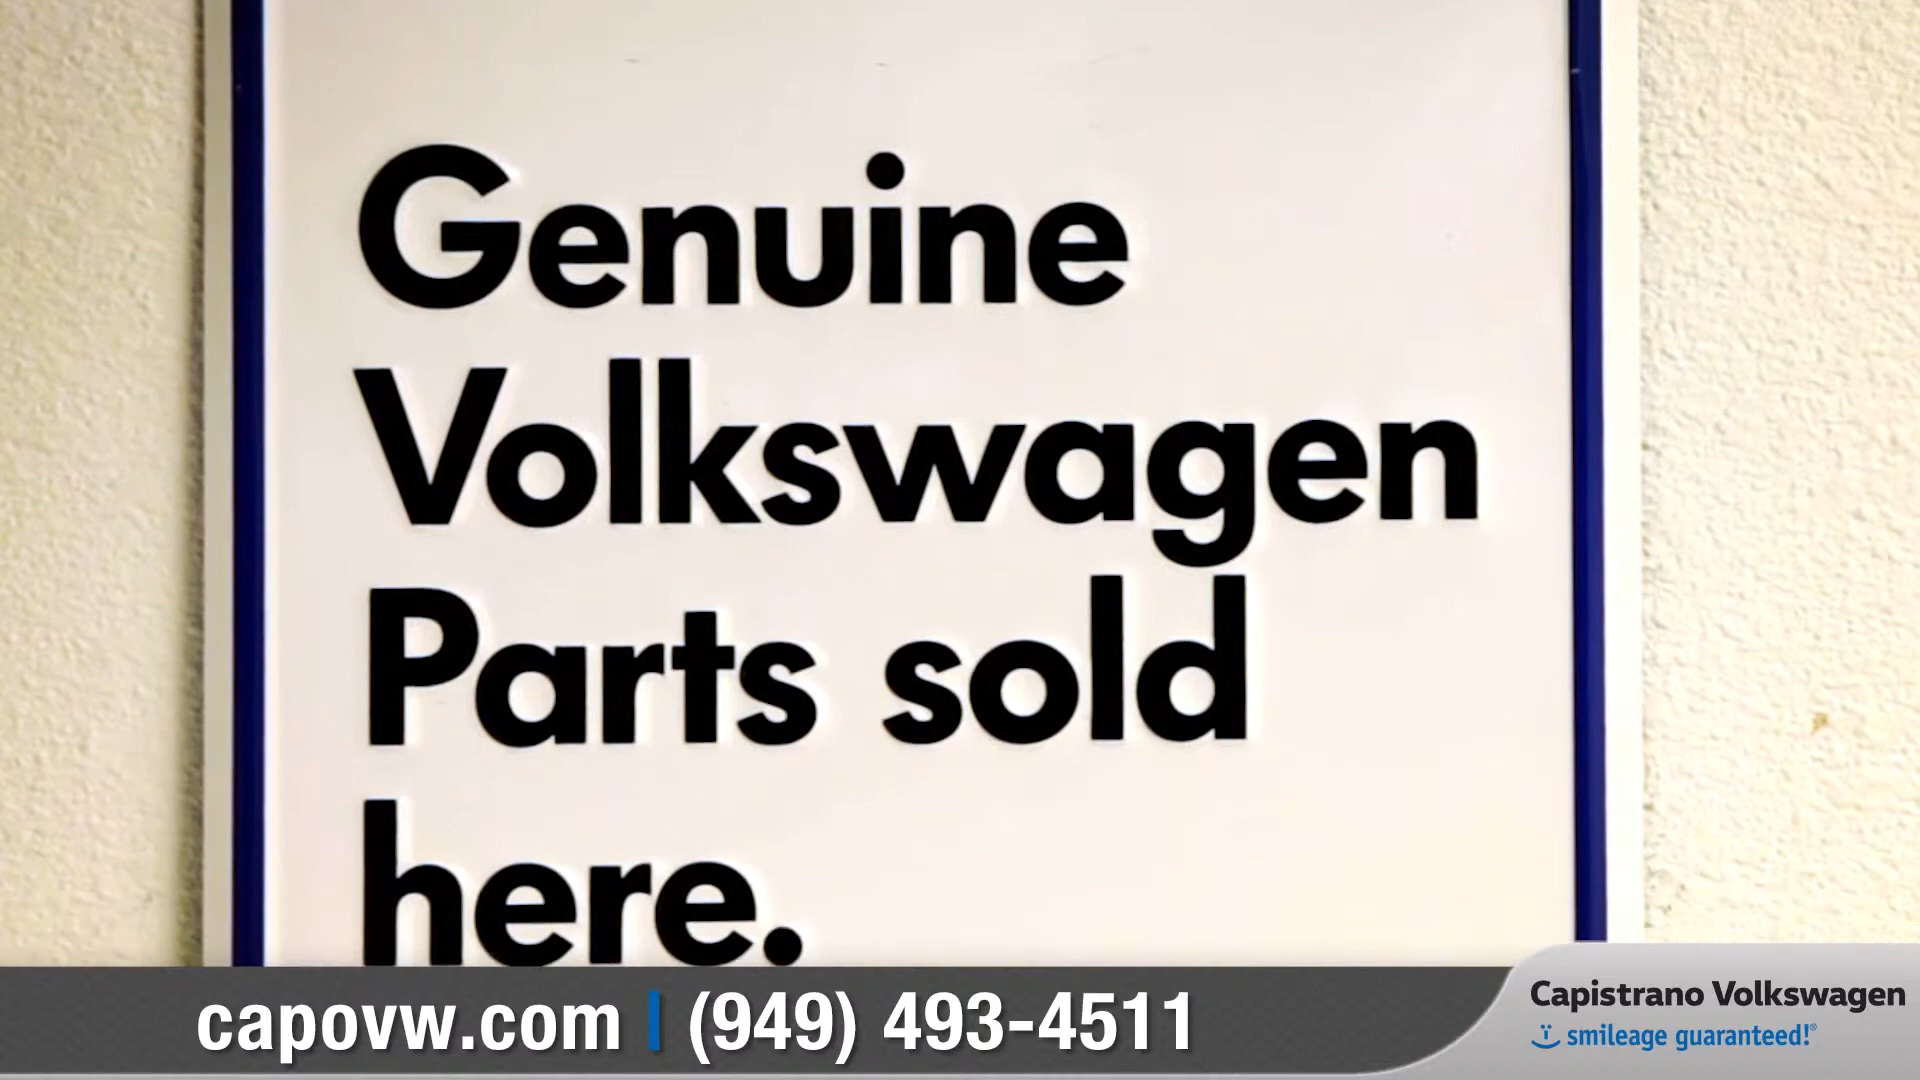 Genuine
Volkswagen
Parts sold
here.
capovw.com | (949) 493-4511
Capistrano Volkswagen
smileage guaranteed!®